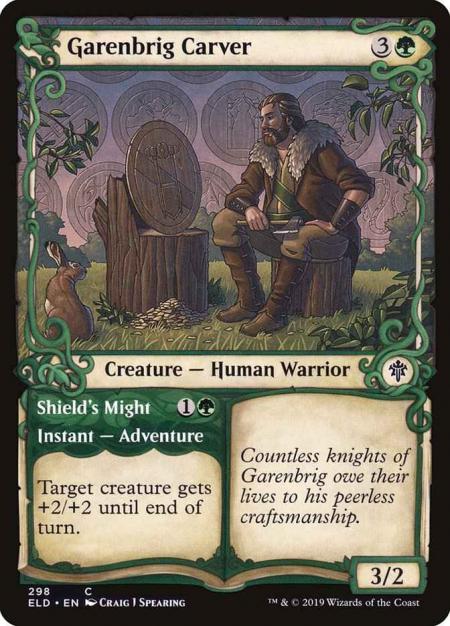 Garenbrig Carver 3
Creature — Human Warrior
Shield's Might 1
Instant — Adventure
Target creature gets
+2/+2 until end of
turn.
Countless knights of
Garenbrig owe their
lives to his peerless
craftsmanship.
3/2
298 C
ELD • EN Craig J Spearing
™ & © 2019 Wizards of the Coast